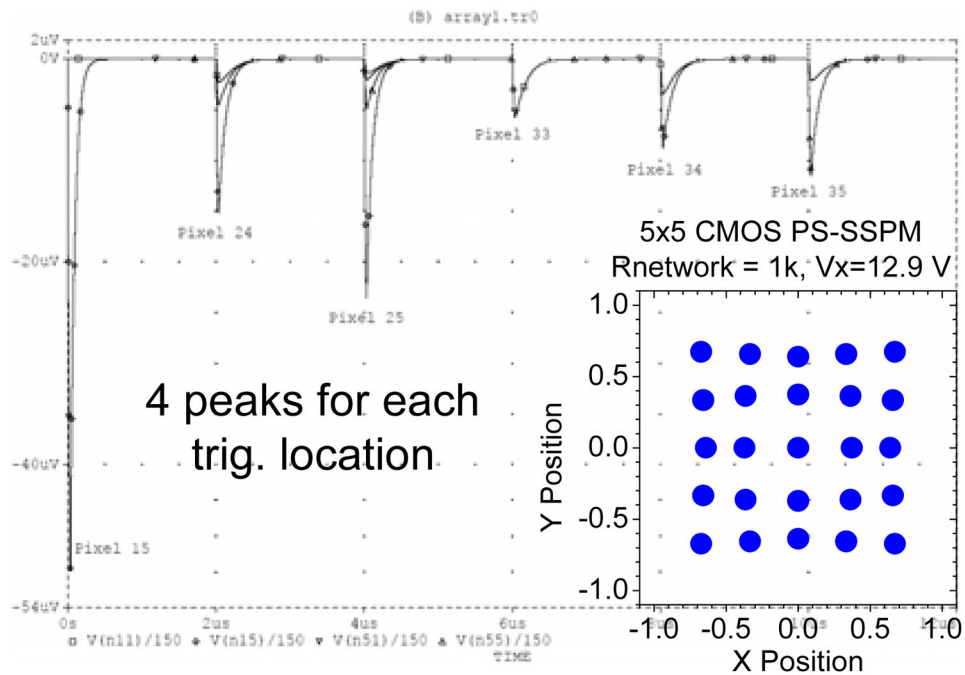 (B) array1.tr0
2uV
0V
-20uV
-40uV
-54uV
Pixel 15
Pixel 24
Pixel 25
Pixel 33
Pixel 34
Pixel 35
4 peaks for each
trig. location
0s 2us 4us 6us
V(n11)/150 V(n15)/150 V(n51)/150 V(n55)/150
TIME
5x5 CMOS PS-SSPM
Rnetwork = 1k, Vx=12.9 V
1.0
0.5
0.0
-0.5
-1.0
Y Position
-1.0 -0.5 0.0 0.5 1.0
X Position